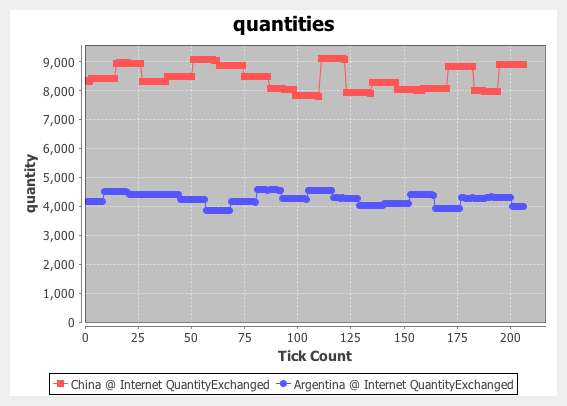 quantities
9,000
8,000
7,000
6,000
5,000
4,000
3,000
2,000
1,000
0
quantity
0 25 50 75 100 125 150 175 200
Tick Count
China @ Internet QuantityExchanged Argentina @ Internet QuantityExchanged